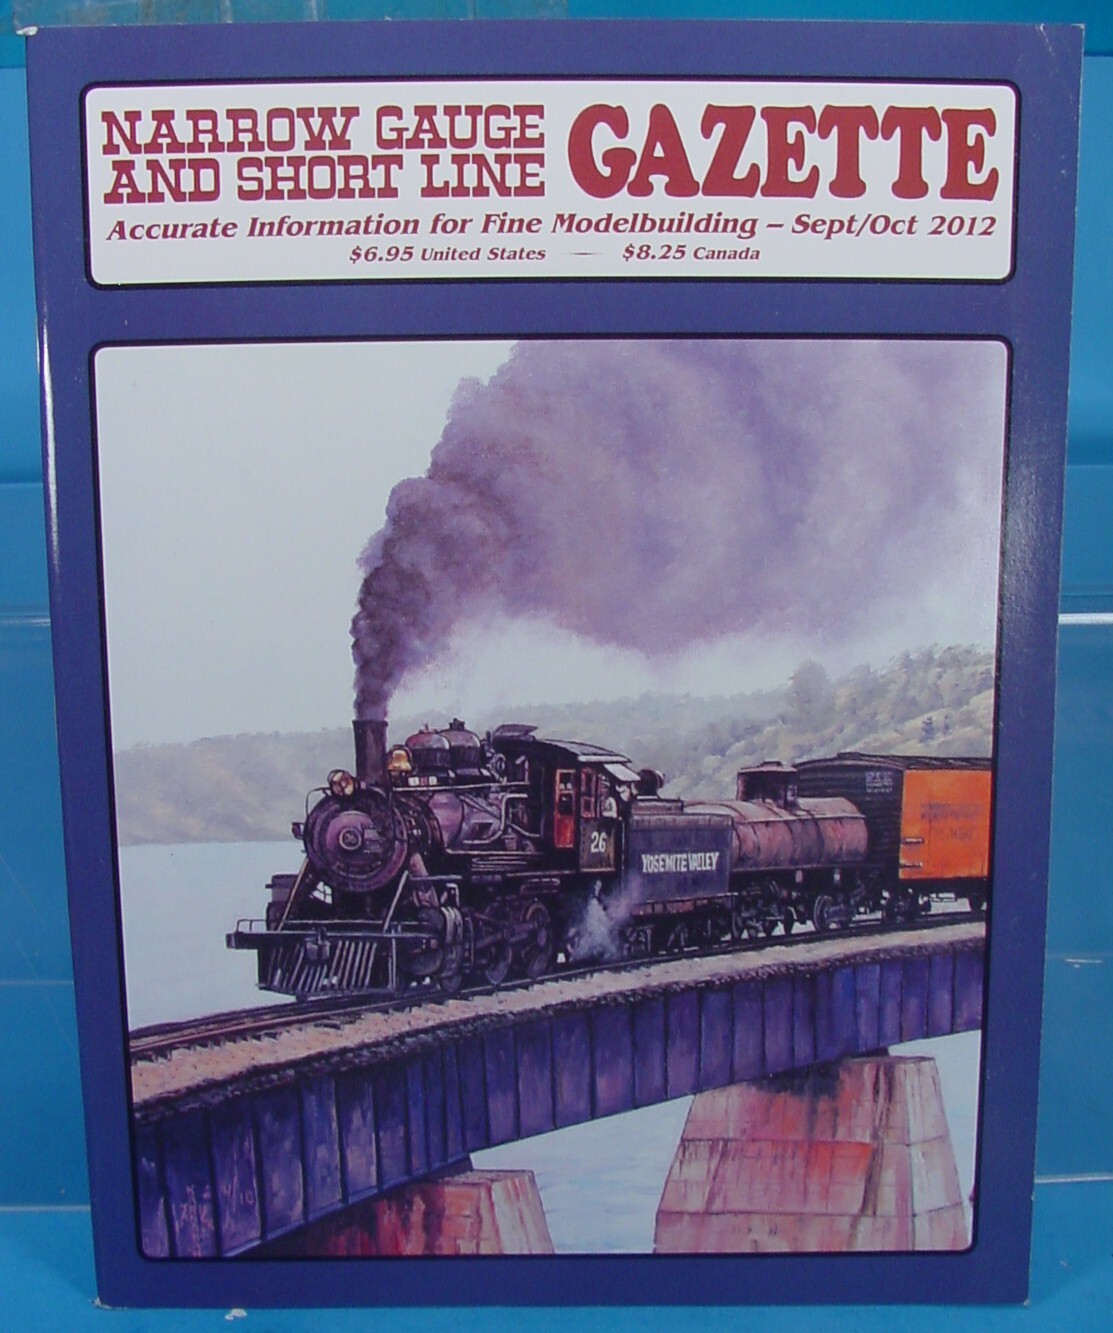 NARROW GAUGE
AND SHORT LINE
GAZETTE
Accurate Information for Fine Modelbuilding – Sept/Oct 2012
$6.95 United States — $8.25 Canada
26
26
YOSEMITE VALLEY